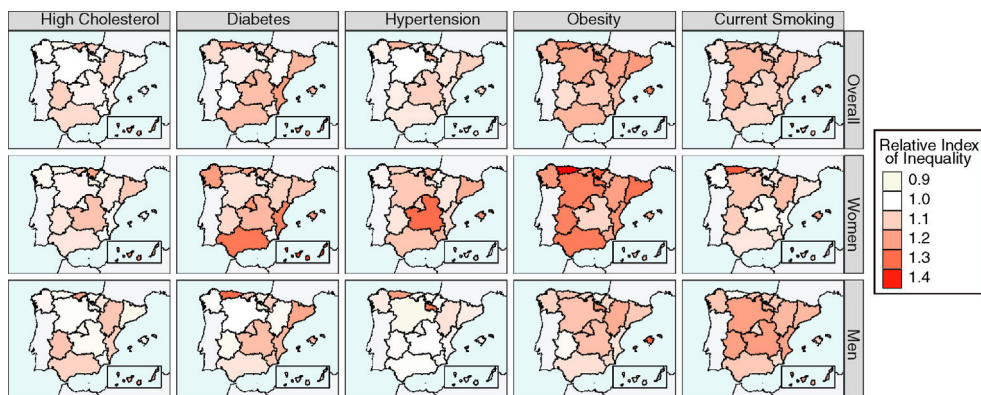 High Cholesterol
Diabetes
Hypertension
Obesity
Current Smoking
Overall
Women
Men
Relative Index
of Inequality
0.9
1.0
1.1
1.2
1.3
1.4